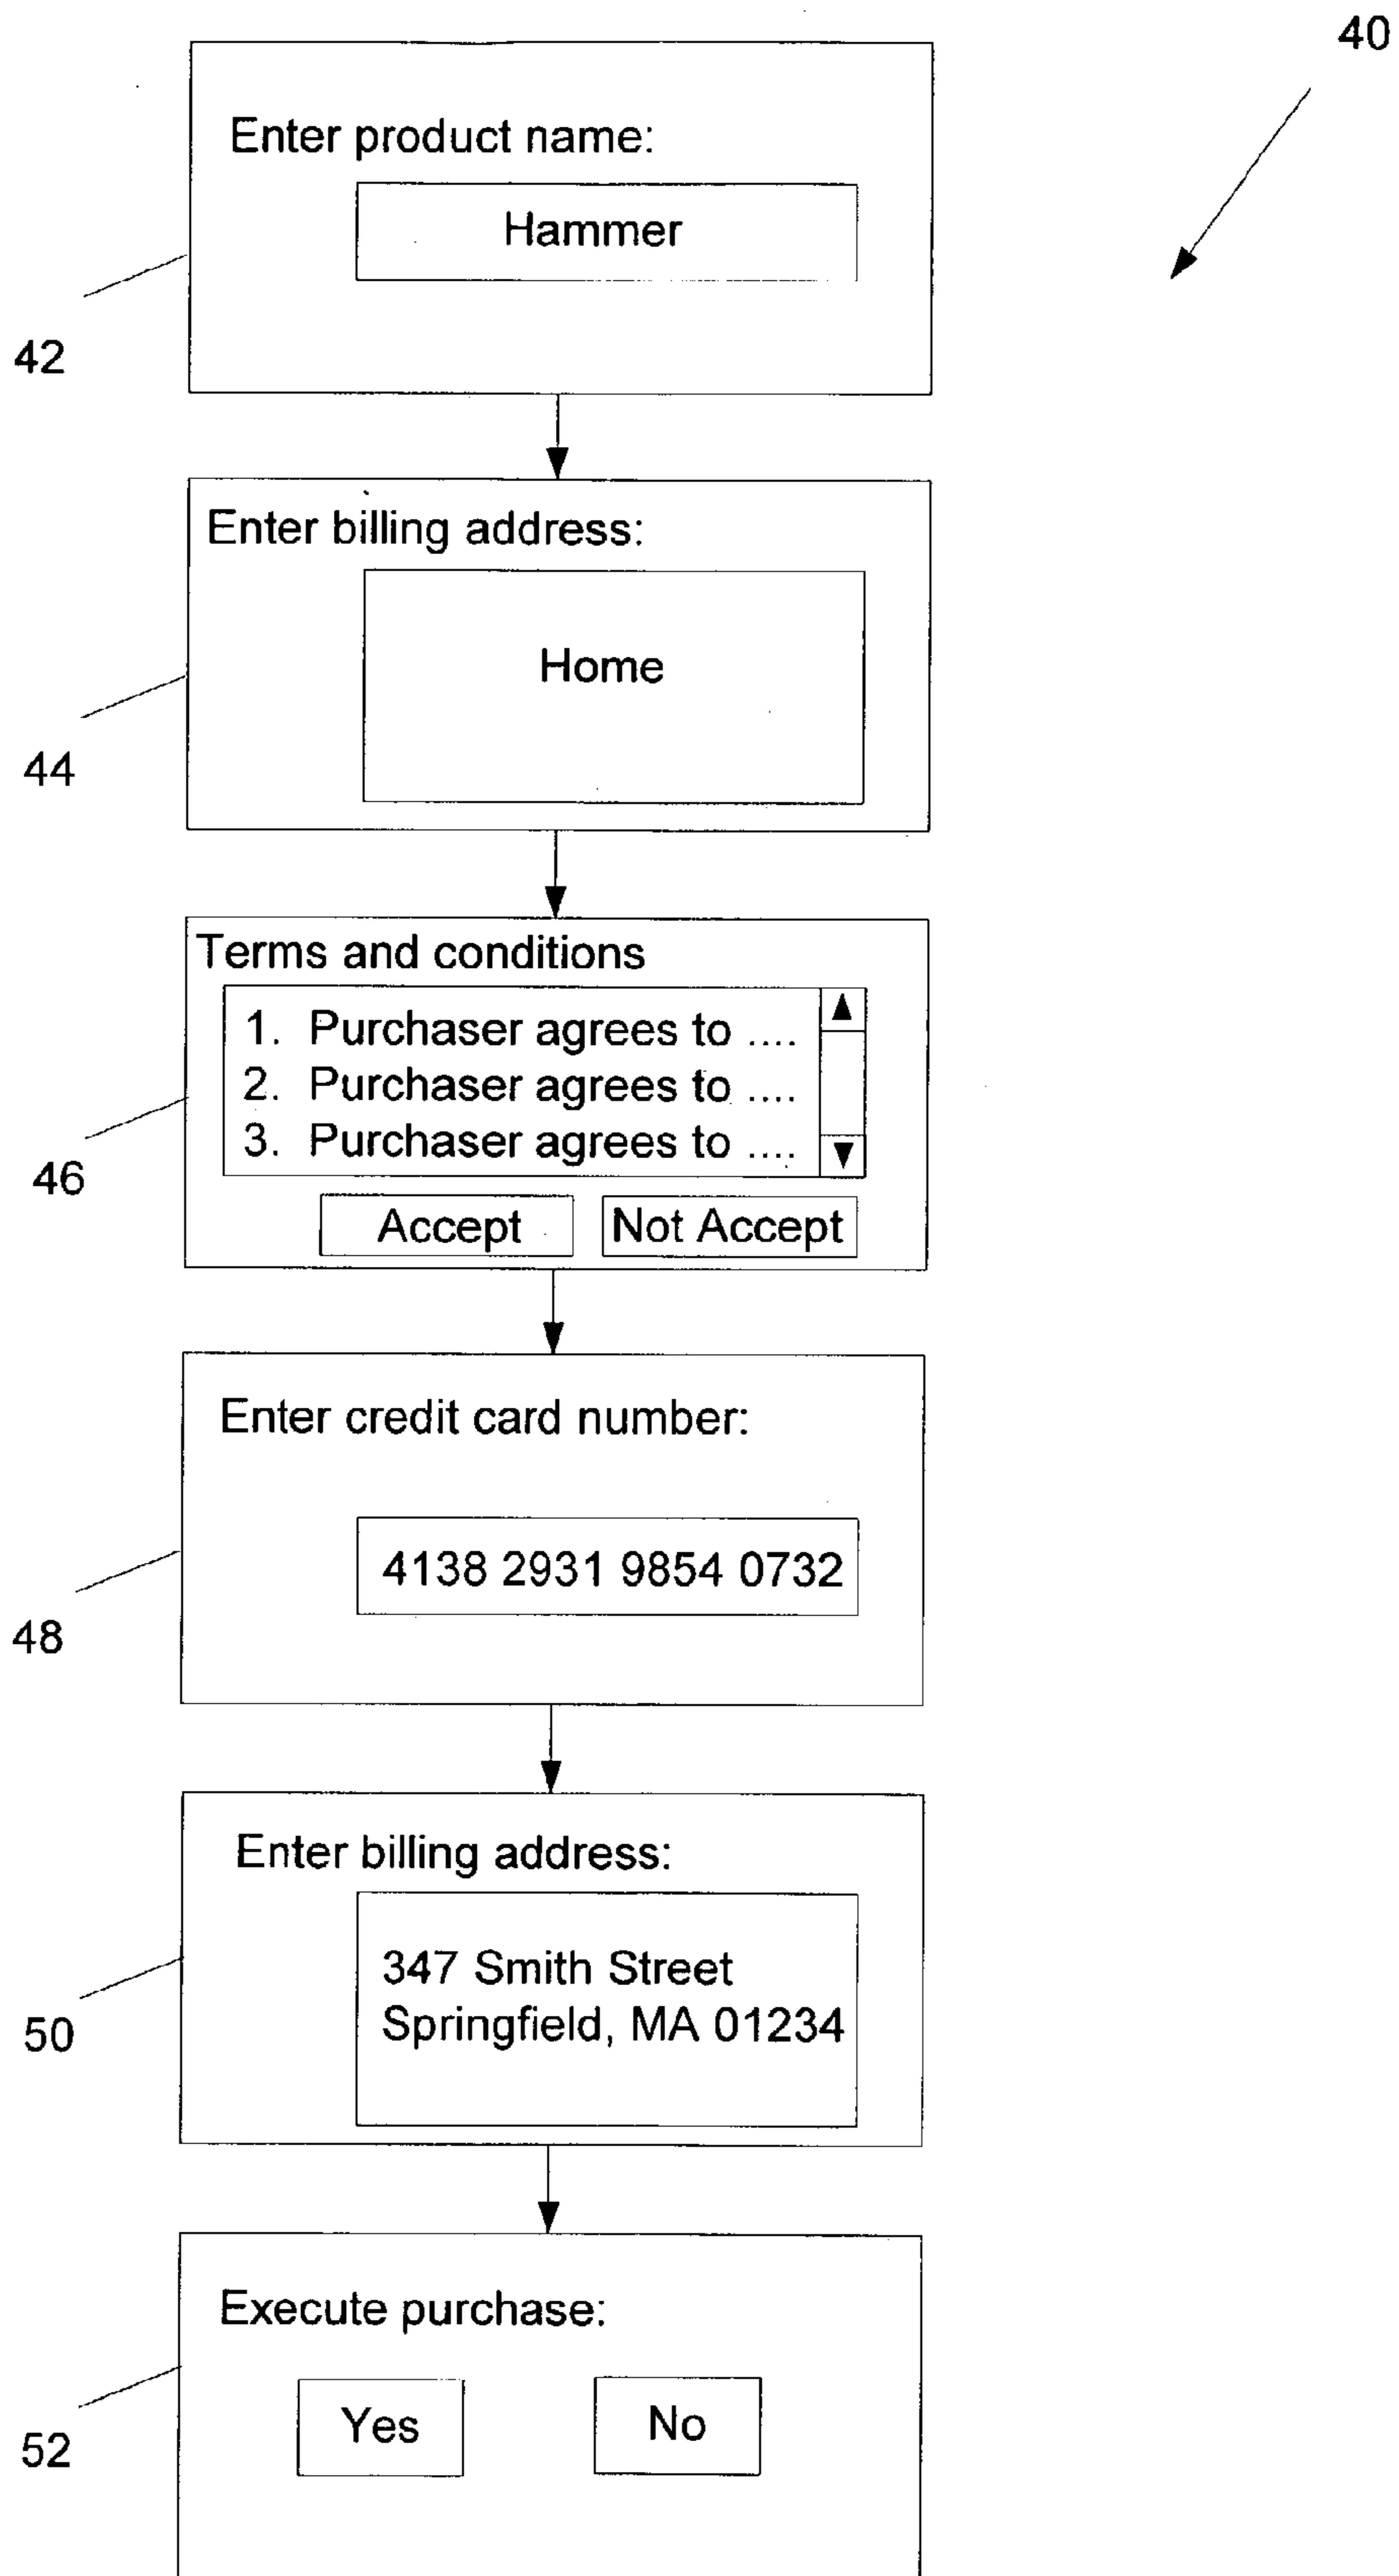 40
Enter product name:
Hammer
42
Enter billing address:
Home
44
Terms and conditions
1. Purchaser agrees to ....
2. Purchaser agrees to ....
3. Purchaser agrees to ....
46
Accept
Not Accept
Enter credit card number:
4138 2931 9854 0732
48
Enter billing address:
347 Smith Street
Springfield, MA 01234
50
Execute purchase:
Yes
No
52